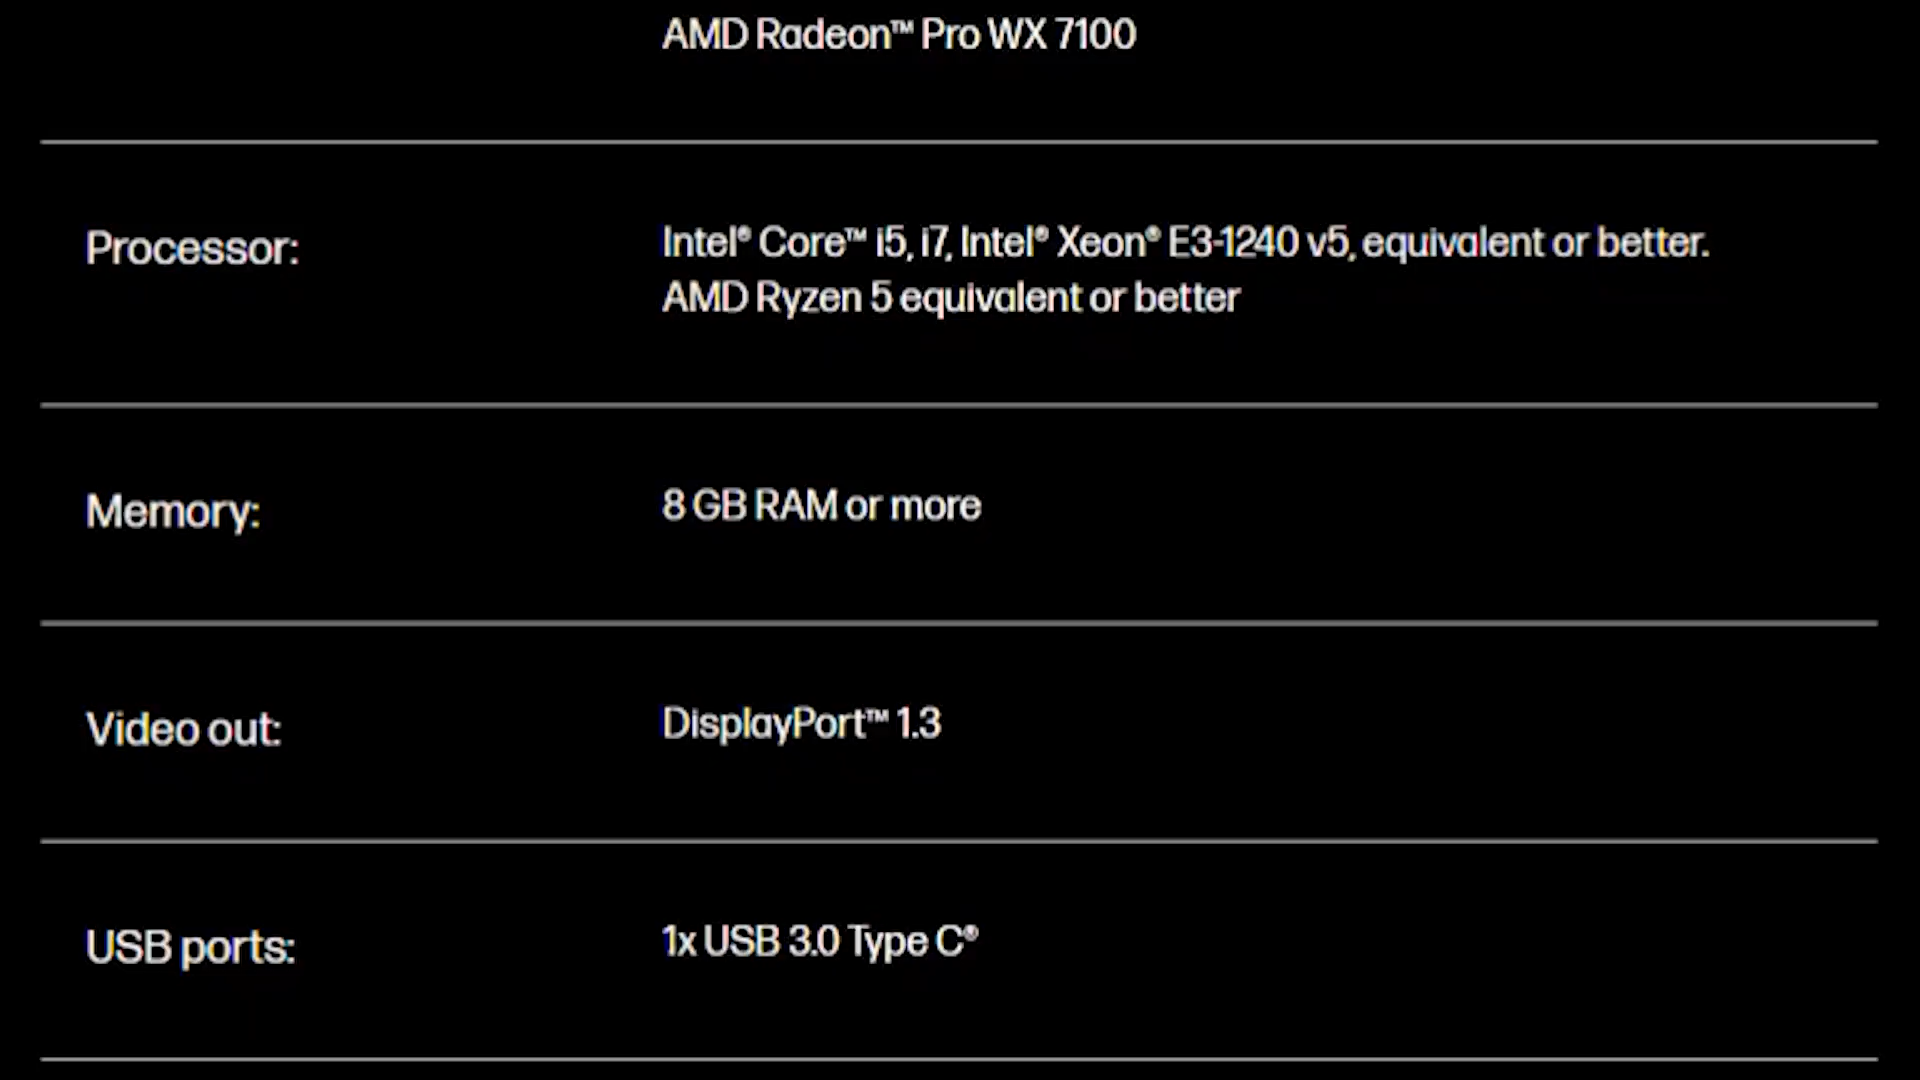 AMD Radeon™ Pro WX 7100
Processor:
Intel® Core™ i5, i7, Intel® Xeon® E3-1240 v5, equivalent or better.
AMD Ryzen 5 equivalent or better
Memory:
8 GB RAM or more
Video out:
DisplayPort™ 1.3
USB ports:
1x USB 3.0 Type C®